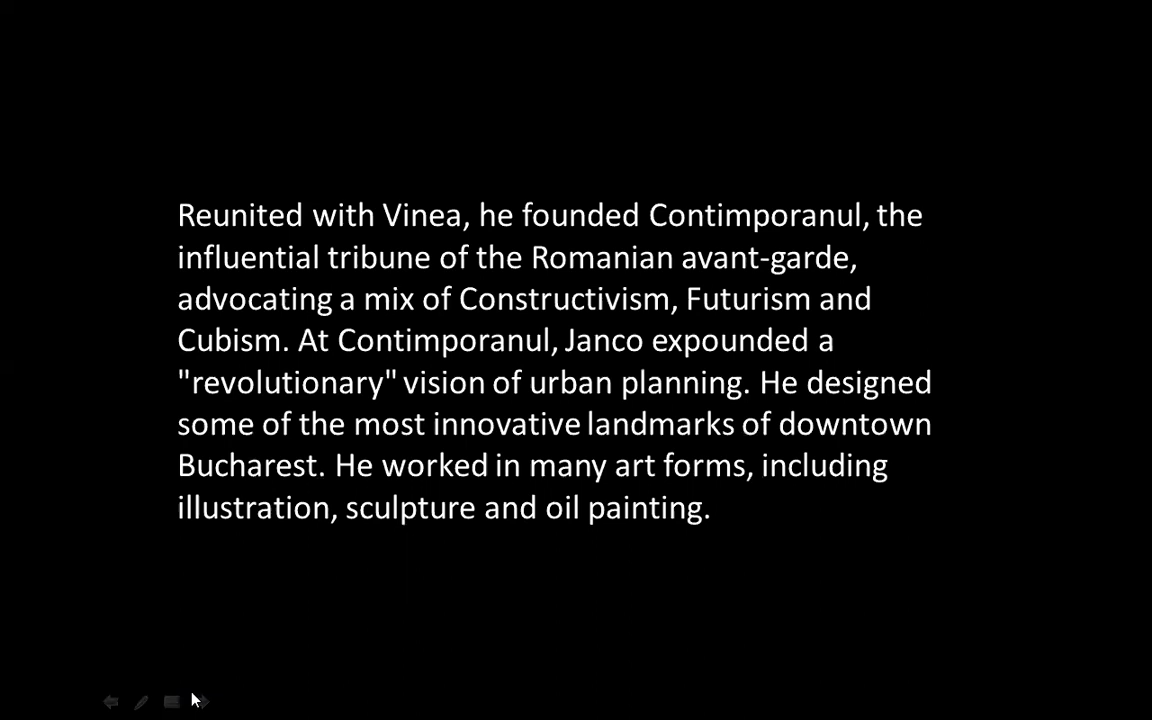 Reunited with Vinea, he founded Contimporanul, the
influential tribune of the Romanian avant-garde,
advocating a mix of Constructivism, Futurism and
Cubism. At Contimporanul, Janco expounded a
"revolutionary" vision of urban planning. He designed
some of the most innovative landmarks of downtown
Bucharest. He worked in many art forms, including
illustration, sculpture and oil painting.